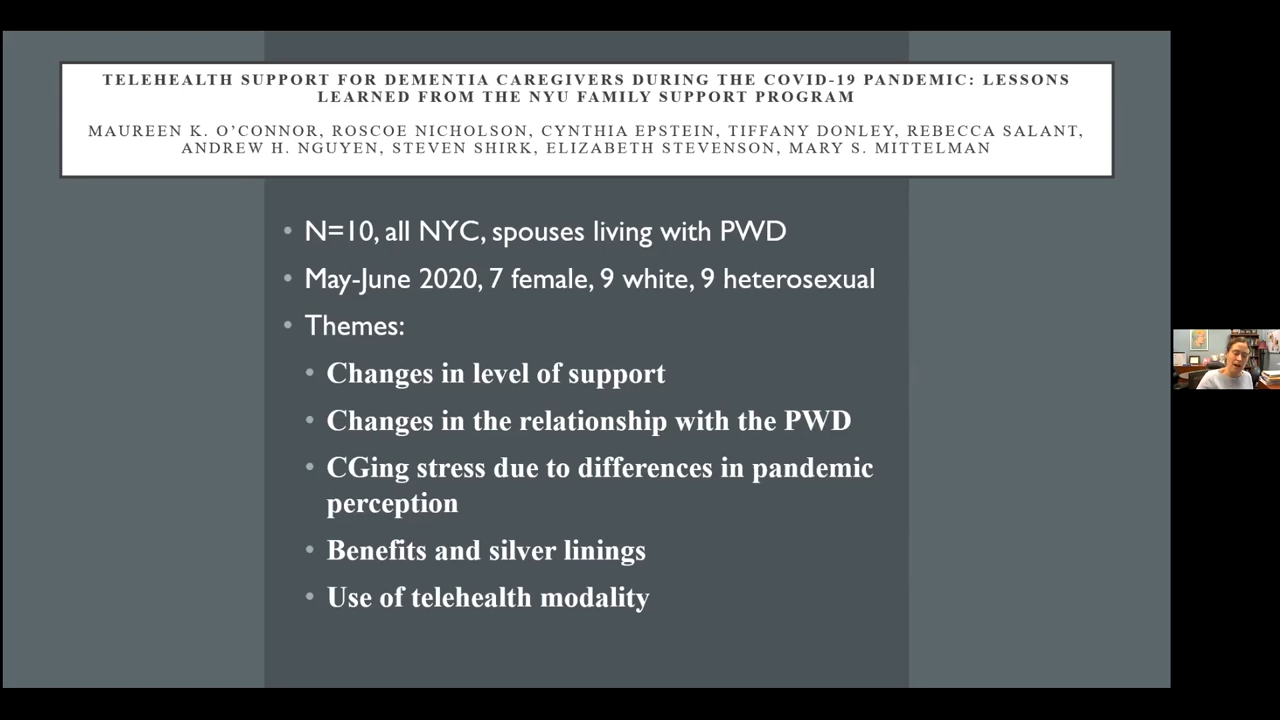 TELEHEALTH SUPPORT FOR DEMENTIA CAREGIVERS DURING THE COVID-19 PANDEMIC: LESSONS
LEARNED FROM THE NYU FAMILY SUPPORT PROGRAM
MAUREEN K. O'CONNOR, ROSCOE NICHOLSON, CYNTHIA EPSTEIN, TIFFANY DONLEY, REBECCA SALANT,
ANDREW H. NGUYEN, STEVEN SHIRK, ELIZABETH STEVENSON, MARY S. MITTELMAN
• N=10, all NYC, spouses living with PWD
• May-June 2020, 7 female, 9 white, 9 heterosexual
• Themes:
• Changes in level of support
• Changes in the relationship with the PWD
• CGing stress due to differences in pandemic
perception
• Benefits and silver linings
• Use of telehealth modality